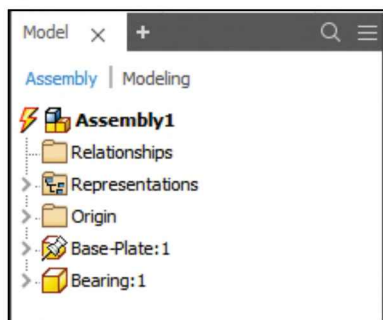 Model × +
Assembly | Modeling
Assembly1
Relationships
Representations
Origin
Base-Plate:1
Bearing:1